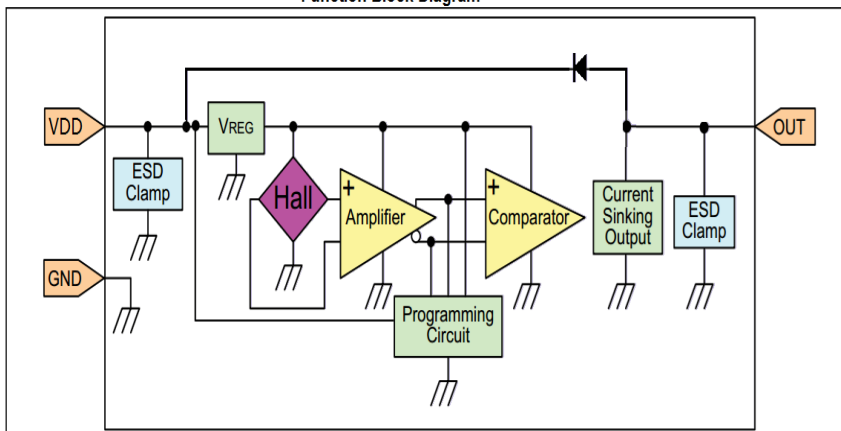 Function Block Diagram
VDD
VREG
OUT
ESD
Clamp
Hall
+
Amplifier
+
Comparator
Current
Sinking
Output
ESD
Clamp
GND
Programming
Circuit